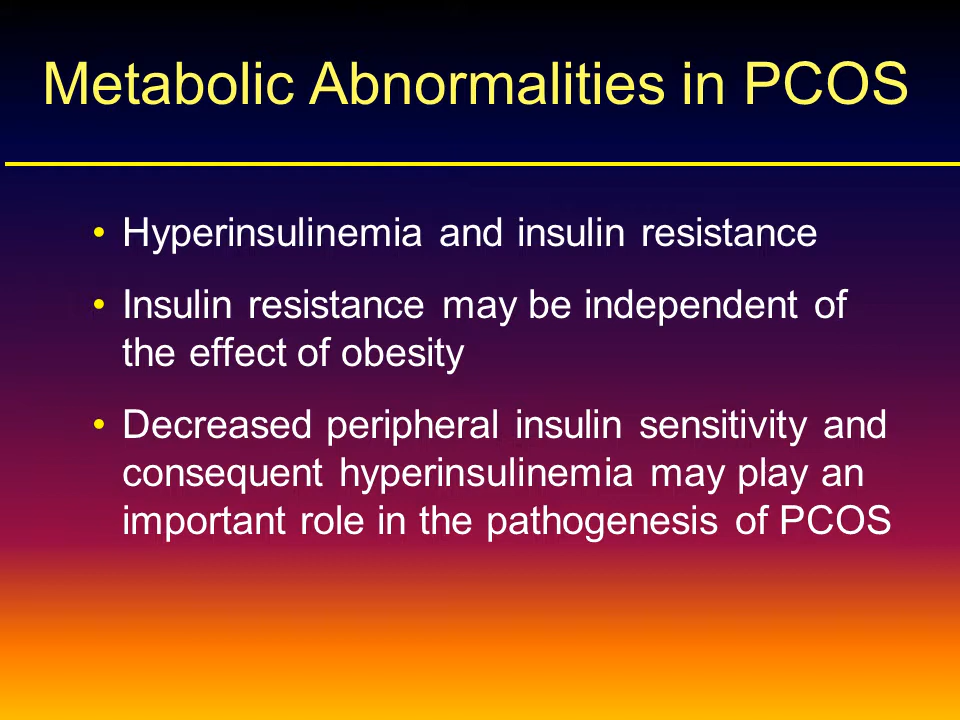 Metabolic Abnormalities in PCOS
• Hyperinsulinemia and insulin resistance
• Insulin resistance may be independent of
the effect of obesity
• Decreased peripheral insulin sensitivity and
consequent hyperinsulinemia may play an
important role in the pathogenesis of PCOS